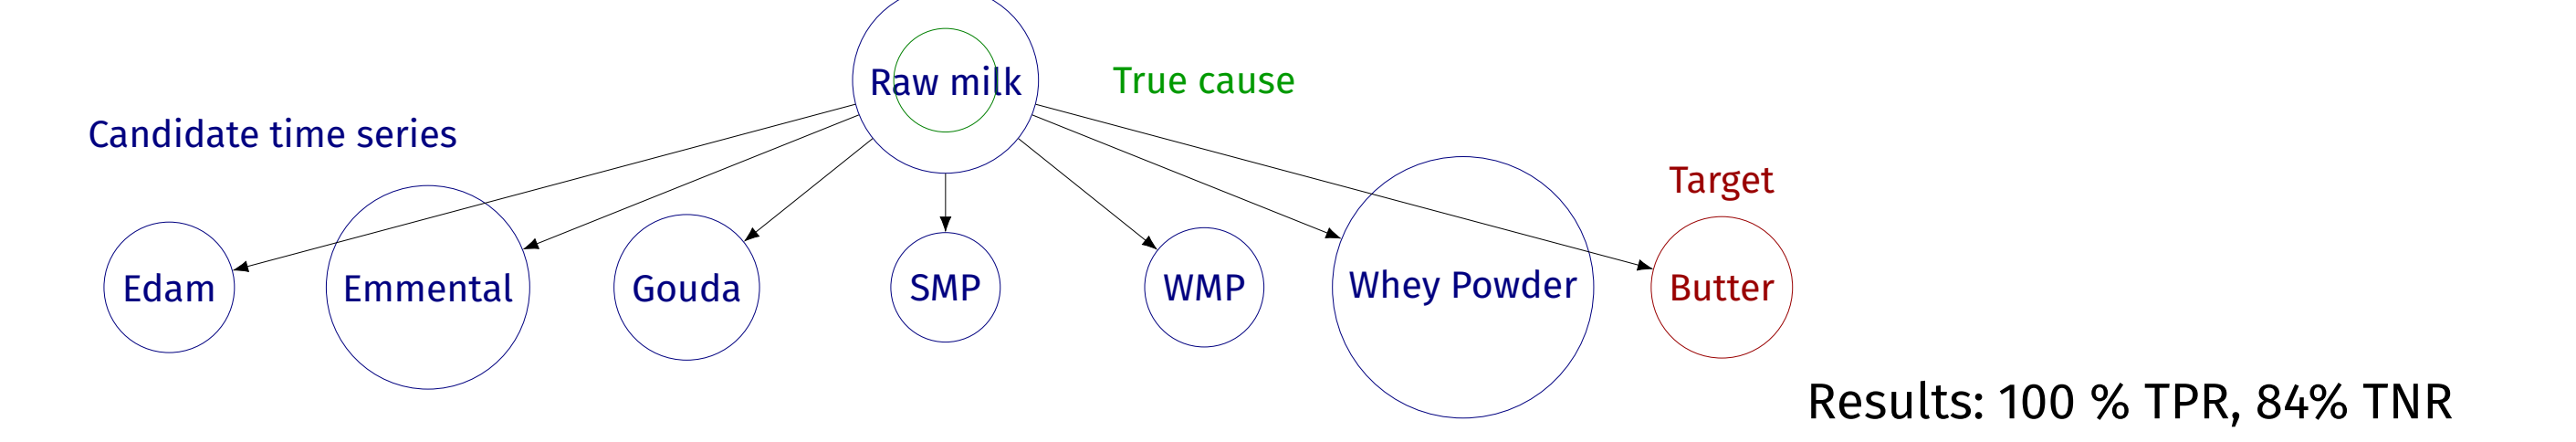 Raw milk
True cause
Candidate time series
Target
Edam
Emmental
Gouda
SMP
WMP
Whey Powder
Butter
Results: 100 % TPR, 84% TNR